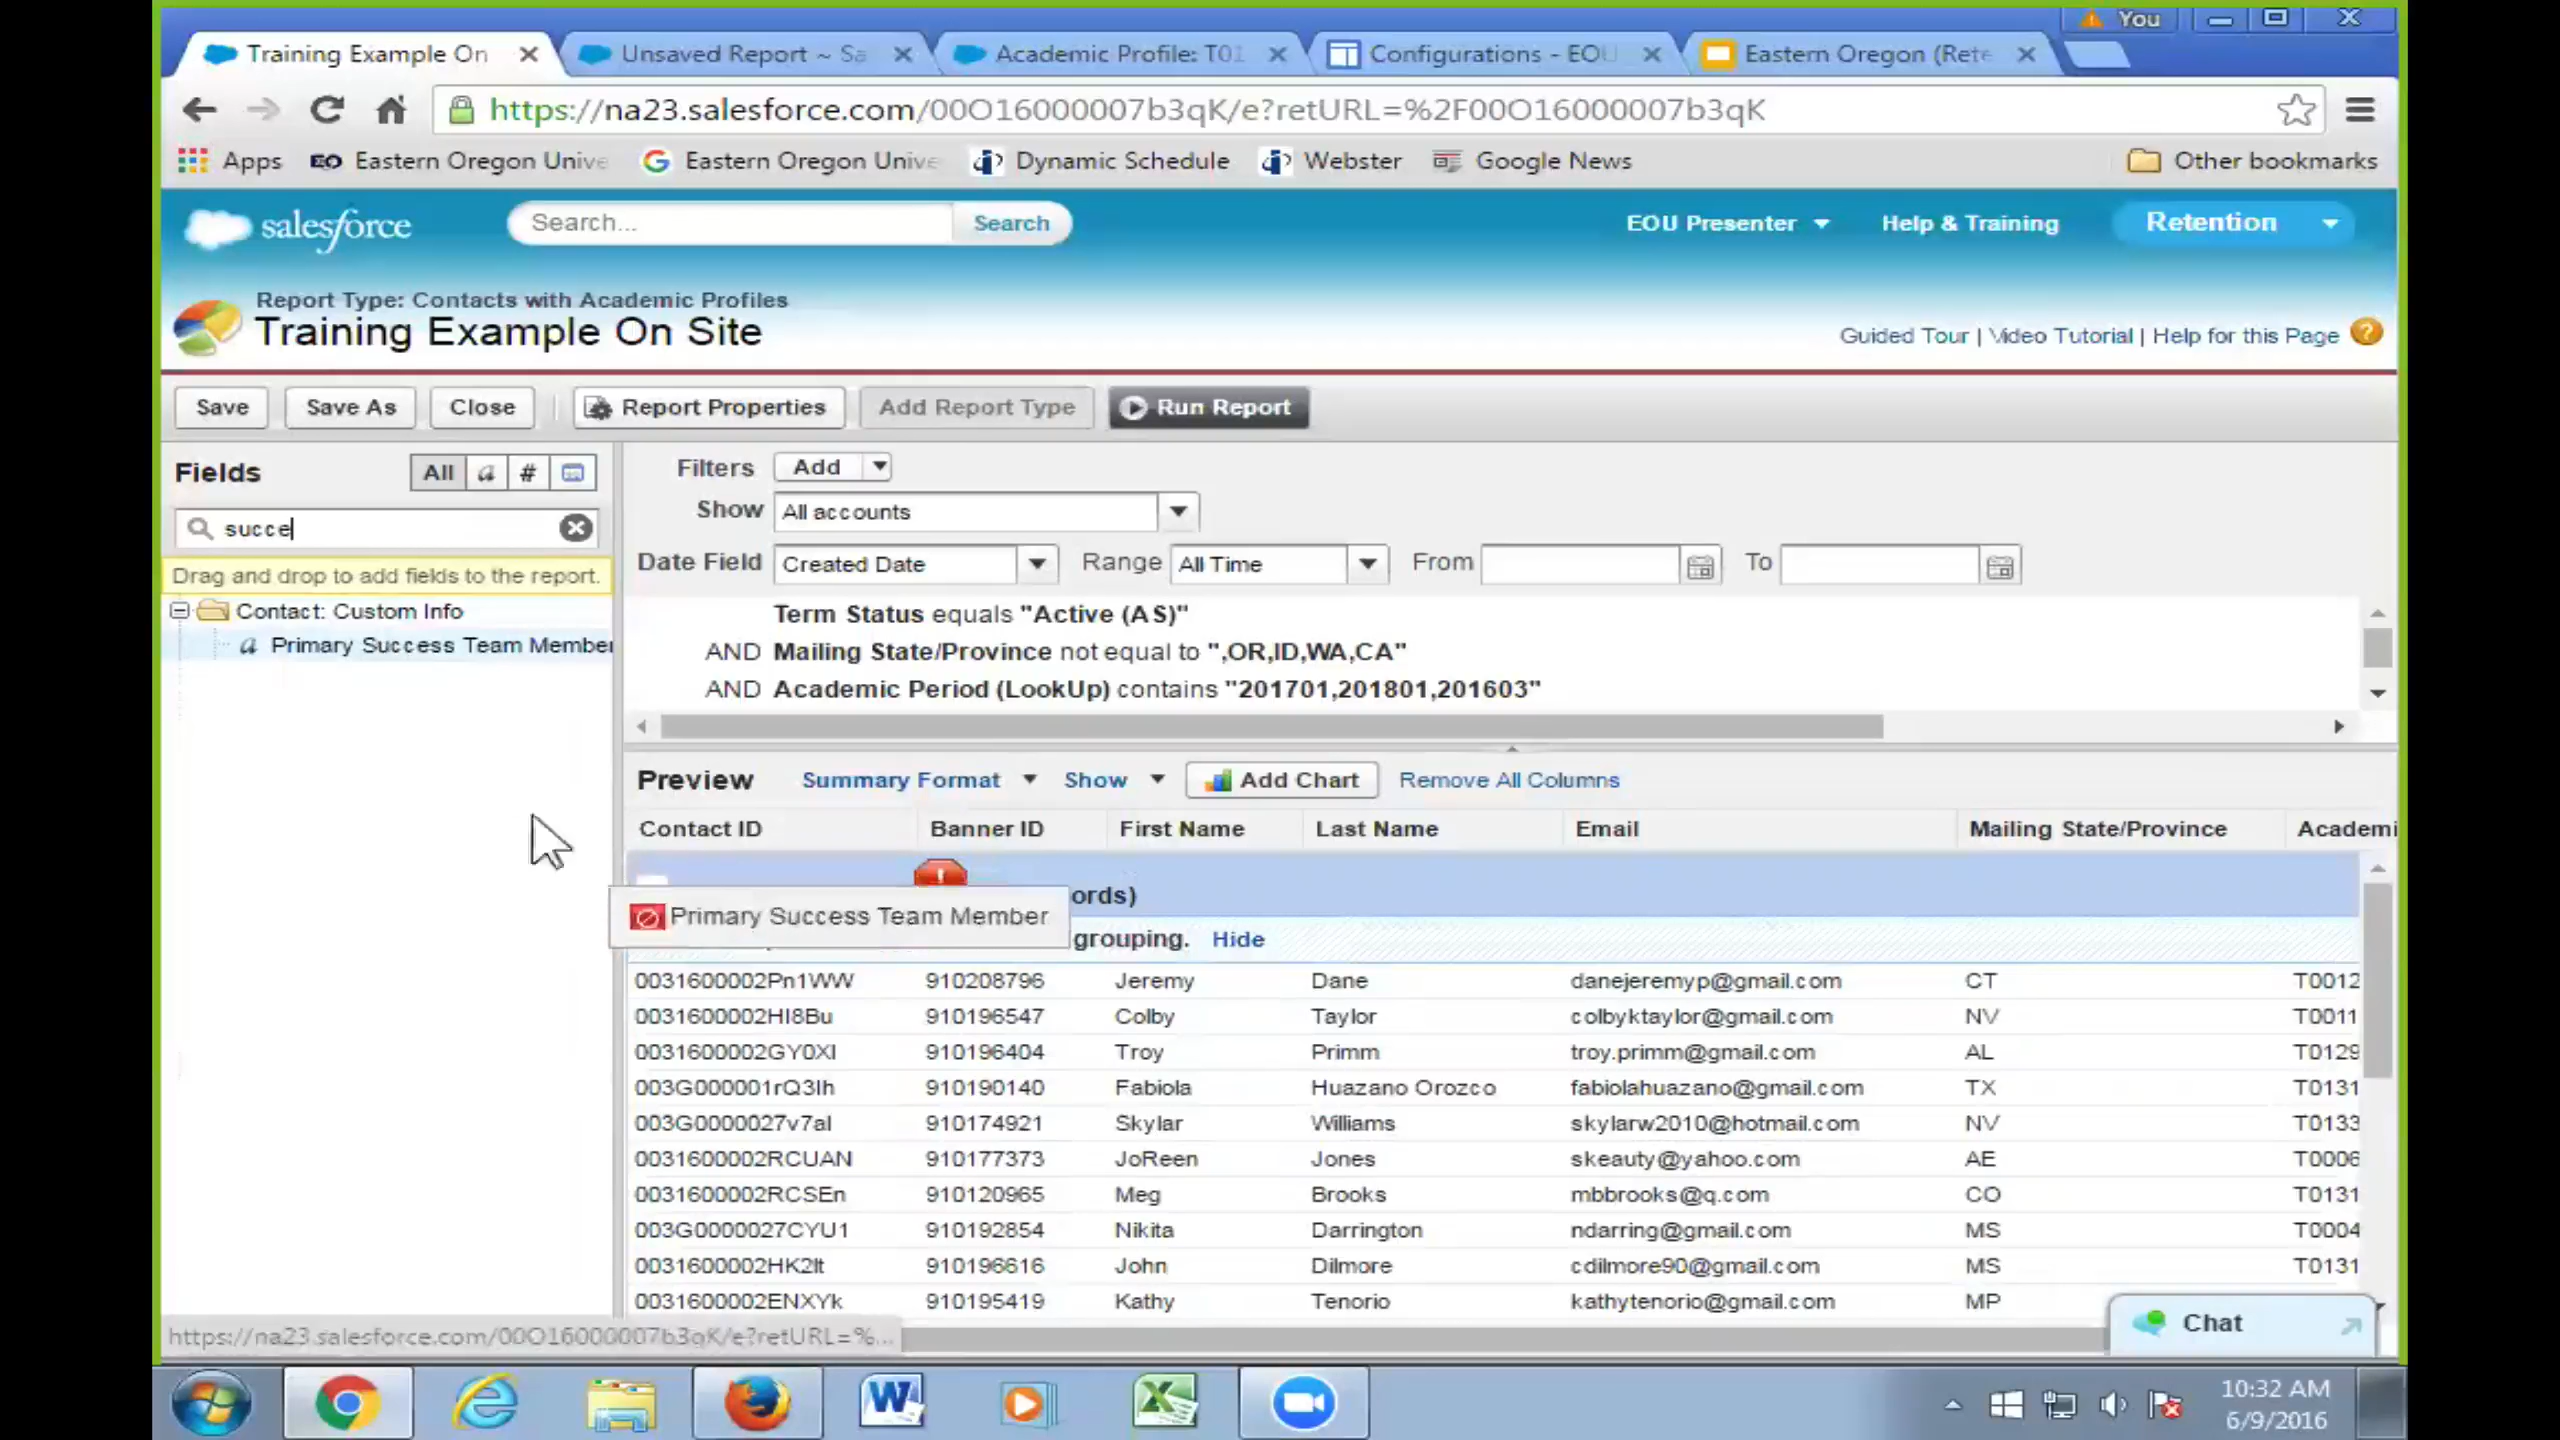 You
Training Example On
Unsaved Report ~ Sa
Academic Profile: T01
Configurations - EOU
Eastern Oregon (Rete
https://na23.salesforce.com/00O16000007b3qK/e?retURL=%2F00O16000007b3qK
Apps
EO Eastern Oregon Unive
Eastern Oregon Unive
Dynamic Schedule
Webster
Google News
Other bookmarks
salesforce
Search...
Search
EOU Presenter
Help & Training
Retention
Report Type: Contacts with Academic Profiles
Training Example On Site
Guided Tour | Video Tutorial | Help for this Page ?
Save
Save As
Close
Report Properties
Add Report Type
Run Report
Fields
All a #
succe
Drag and drop to add fields to the report.
Contact: Custom Info
a Primary Success Team Member
Filters Add
Show All accounts
Date Field Created Date Range All Time From To
Term Status equals "Active (AS)"
AND Mailing State/Province not equal to ",OR,ID,WA,CA"
AND Academic Period (LookUp) contains "201701,201801,201603"
Preview Summary Format Show Add Chart Remove All Columns
Contact ID Banner ID First Name Last Name Email Mailing State/Province Academi
ords)
Primary Success Team Member
grouping. Hide
0031600002Pn1WW 910208796 Jeremy Dane danejeremyp@gmail.com CT T0012
0031600002HI8Bu 910196547 Colby Taylor colbyktaylor@gmail.com NV T0011
0031600002GY0XI 910196404 Troy Primm troy.primm@gmail.com AL T0129
003G000001rQ3Ih 910190140 Fabiola Huazano Orozco fabiolahuazano@gmail.com TX T0131
003G0000027v7aI 910174921 Skylar Williams skylarw2010@hotmail.com NV T0133
0031600002RCUAN 910177373 JoReen Jones skeauty@yahoo.com AE T0006
0031600002RCSEn 910120965 Meg Brooks mbbrooks@q.com CO T0131
003G0000027CYU1 910192854 Nikita Darrington ndarring@gmail.com MS T0004
0031600002HK2It 910196616 John Dilmore cdilmore90@gmail.com MS T0131
0031600002ENXYk 910195419 Kathy Tenorio kathytenorio@gmail.com MP
Chat
https://na23.salesforce.com/00O16000007b3qK/e?retURL=%...
10:32 AM
6/9/2016